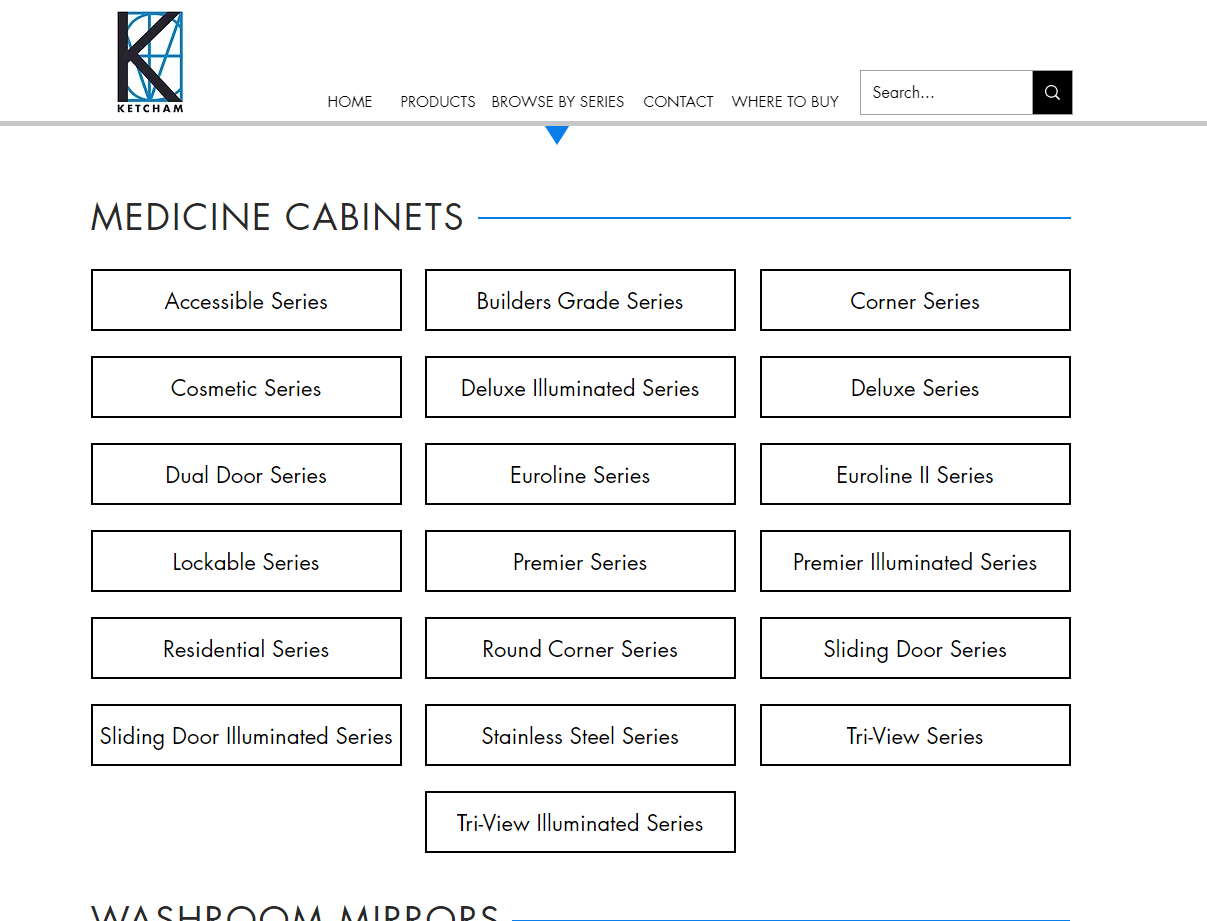 KETCHAM
HOME PRODUCTS BROWSE BY SERIES CONTACT WHERE TO BUY Search...
MEDICINE CABINETS
Accessible Series Builders Grade Series Corner Series
Cosmetic Series Deluxe Illuminated Series Deluxe Series
Dual Door Series Euroline Series Euroline II Series
Lockable Series Premier Series Premier Illuminated Series
Residential Series Round Corner Series Sliding Door Series
Sliding Door Illuminated Series Stainless Steel Series Tri-View Series
Tri-View Illuminated Series
WASHROOM MIRRORS